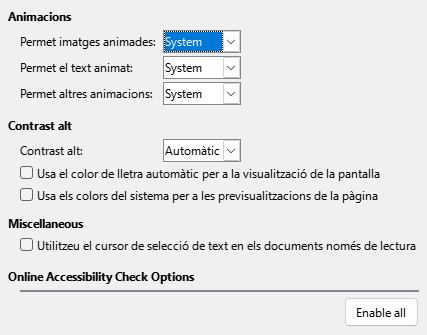 Animacions
Permet imatges animades: System
Permet el text animat: System
Permet altres animacions: System
Contrast alt
Contrast alt: Automàtic
Usa el color de lletra automàtic per a la visualització de la pantalla
Usa els colors del sistema per a les previsualitzacions de la pàgina
Miscellaneous
Utilitzeu el cursor de selecció de text en els documents només de lectura
Online Accessibility Check Options
Enable all